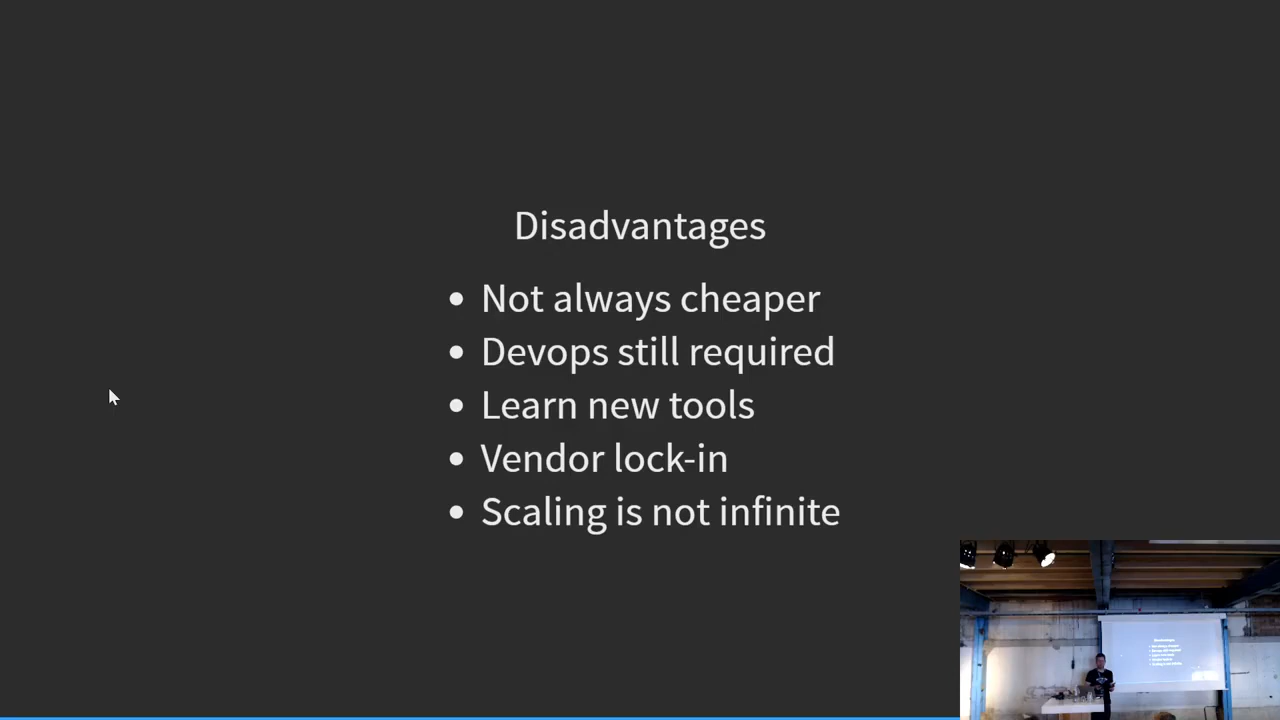 Disadvantages
Not always cheaper
Devops still required
Learn new tools
Vendor lock-in
Scaling is not infinite